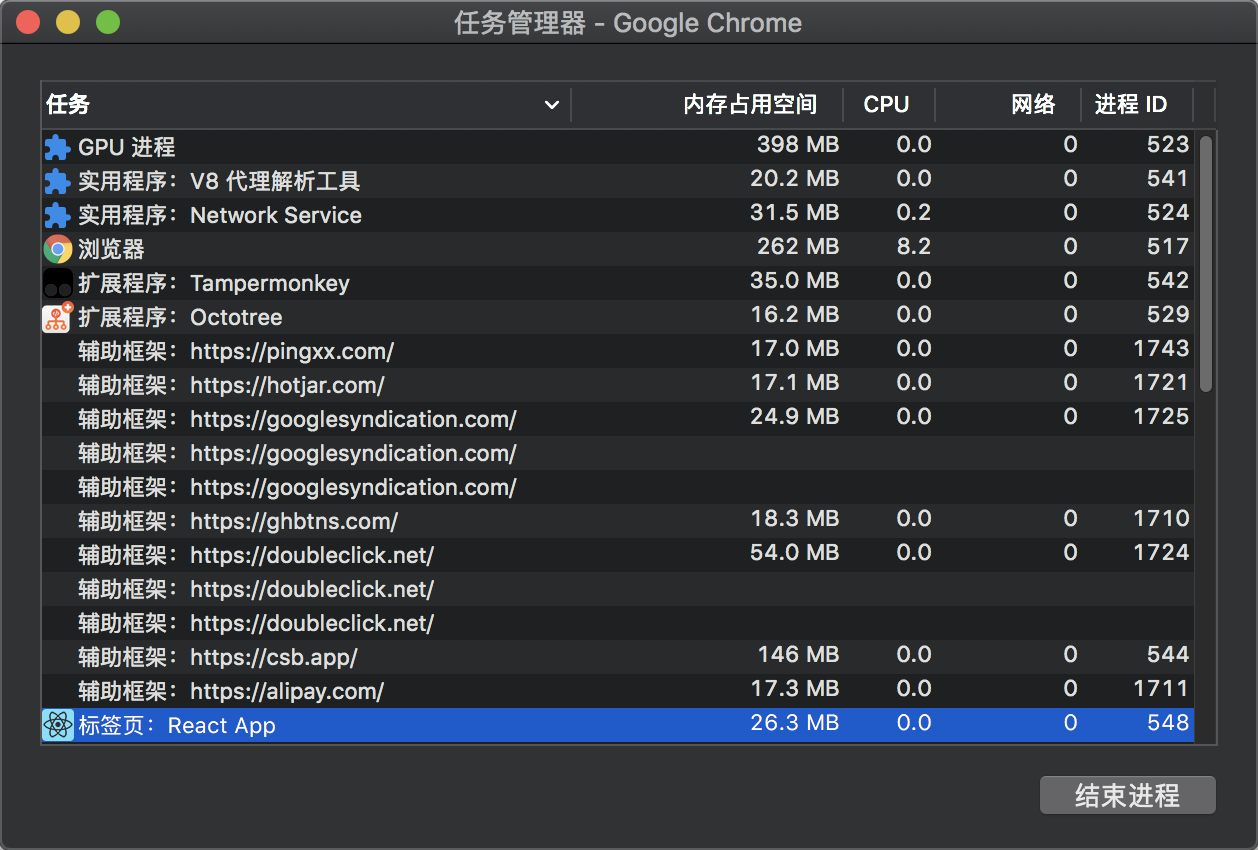 任务管理器 - Google Chrome
任务 内存占用空间 CPU 网络 进程 ID
GPU 进程 398 MB 0.0 0 523
实用程序：V8 代理解析工具 20.2 MB 0.0 0 541
实用程序：Network Service 31.5 MB 0.2 0 524
浏览器 262 MB 8.2 0 517
扩展程序：Tampermonkey 35.0 MB 0.0 0 542
扩展程序：Octotree 16.2 MB 0.0 0 529
辅助框架：https://pingxx.com/ 17.0 MB 0.0 0 1743
辅助框架：https://hotjar.com/ 17.1 MB 0.0 0 1721
辅助框架：https://googlesyndication.com/ 24.9 MB 0.0 0 1725
辅助框架：https://googlesyndication.com/
辅助框架：https://googlesyndication.com/
辅助框架：https://ghbtns.com/ 18.3 MB 0.0 0 1710
辅助框架：https://doubleclick.net/ 54.0 MB 0.0 0 1724
辅助框架：https://doubleclick.net/
辅助框架：https://doubleclick.net/
辅助框架：https://csb.app/ 146 MB 0.0 0 544
辅助框架：https://alipay.com/ 17.3 MB 0.0 0 1711
标签页：React App 26.3 MB 0.0 0 548
结束进程